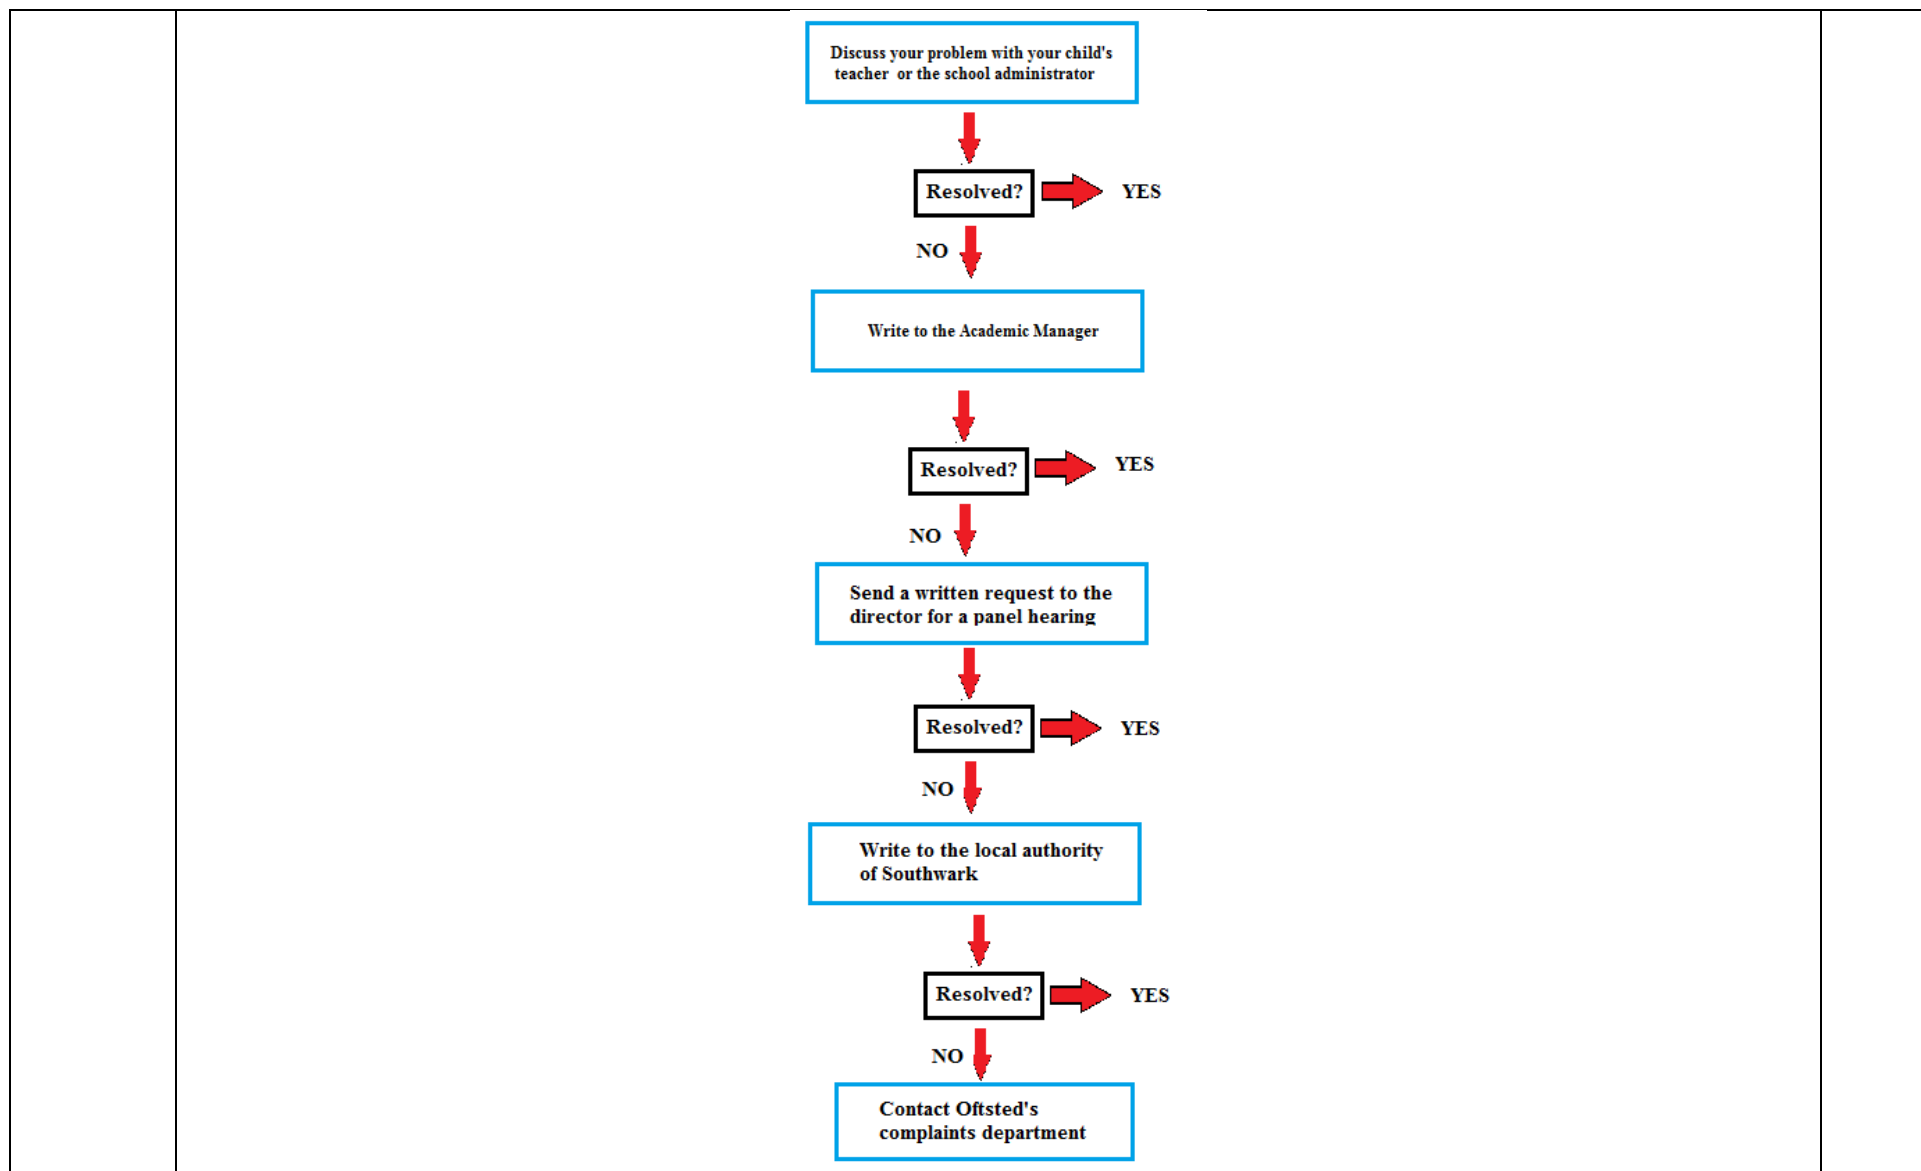 Discuss your problem with your child's
teacher or the school administrator
Resolved?
YES
NO
Write to the Academic Manager
Resolved?
YES
NO
Send a written request to the
director for a panel hearing
Resolved?
YES
NO
Write to the local authority
of Southwark
Resolved?
YES
NO
Contact Oftsted's
complaints department